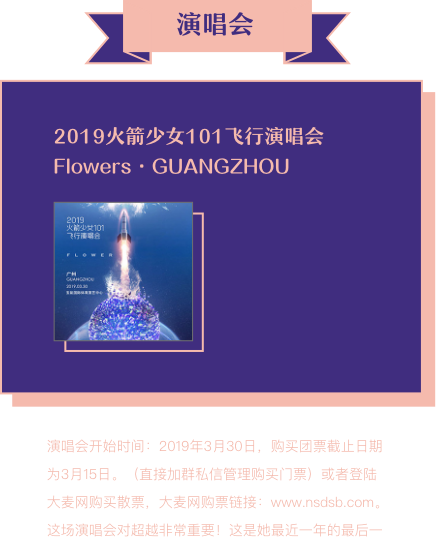 演唱会
2019火箭少女101飞行演唱会
Flowers·GUANGZHOU
2019
火箭少女101
飞行演唱会
FLOWER
广州
GUANGZHOU
2019.03.30
演唱会开始时间：2019年3月30日，购买团票截止日期
为3月15日。（直接加群私信管理购买门票）或者登陆
大麦网购买散票，大麦网购票链接：www.nsdsb.com。
这场演唱会对超越非常重要！这是她最近一年的最后一